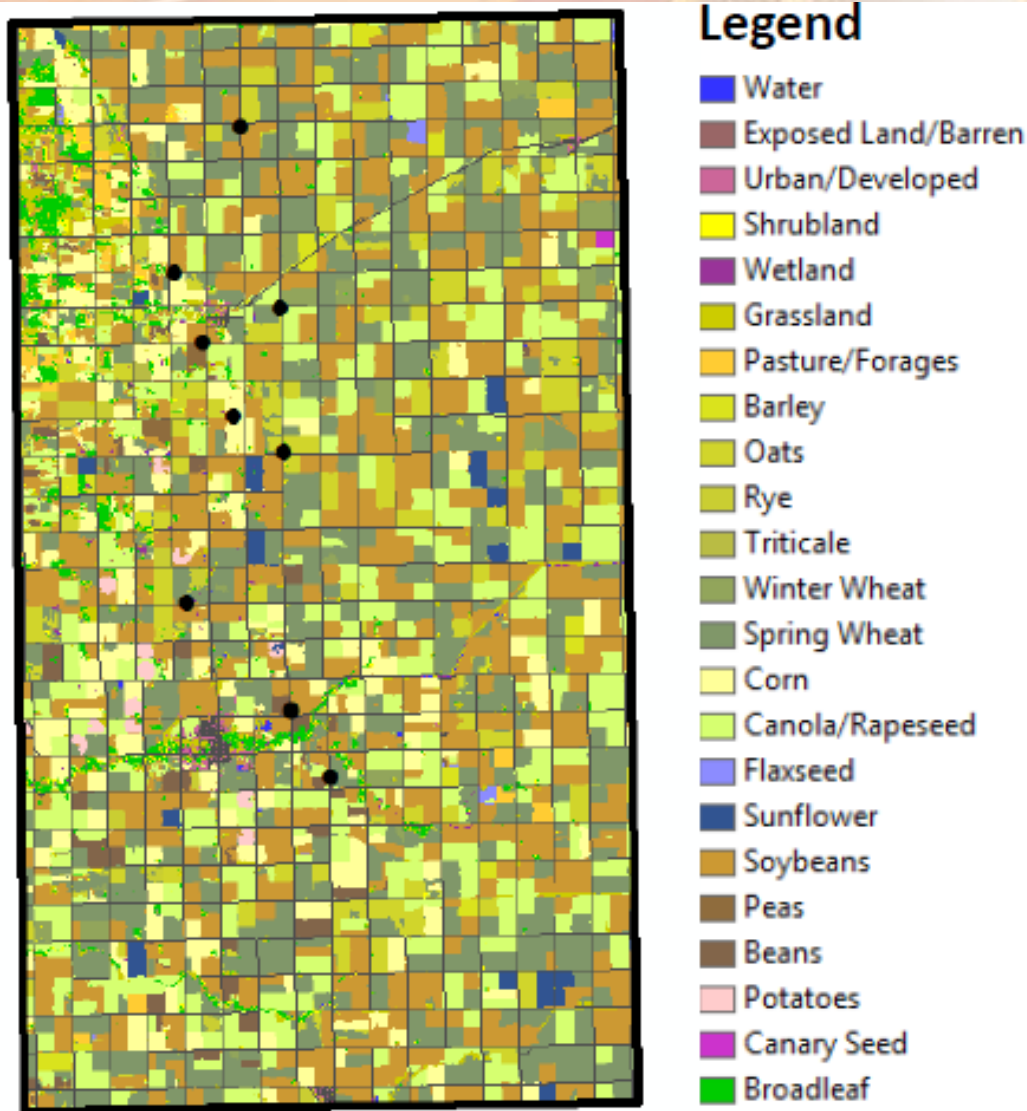 Legend
Water
Exposed Land/Barren
Urban/Developed
Shrubland
Wetland
Grassland
Pasture/Forages
Barley
Oats
Rye
Triticale
Winter Wheat
Spring Wheat
Corn
Canola/Rapeseed
Flaxseed
Sunflower
Soybeans
Peas
Beans
Potatoes
Canary Seed
Broadleaf